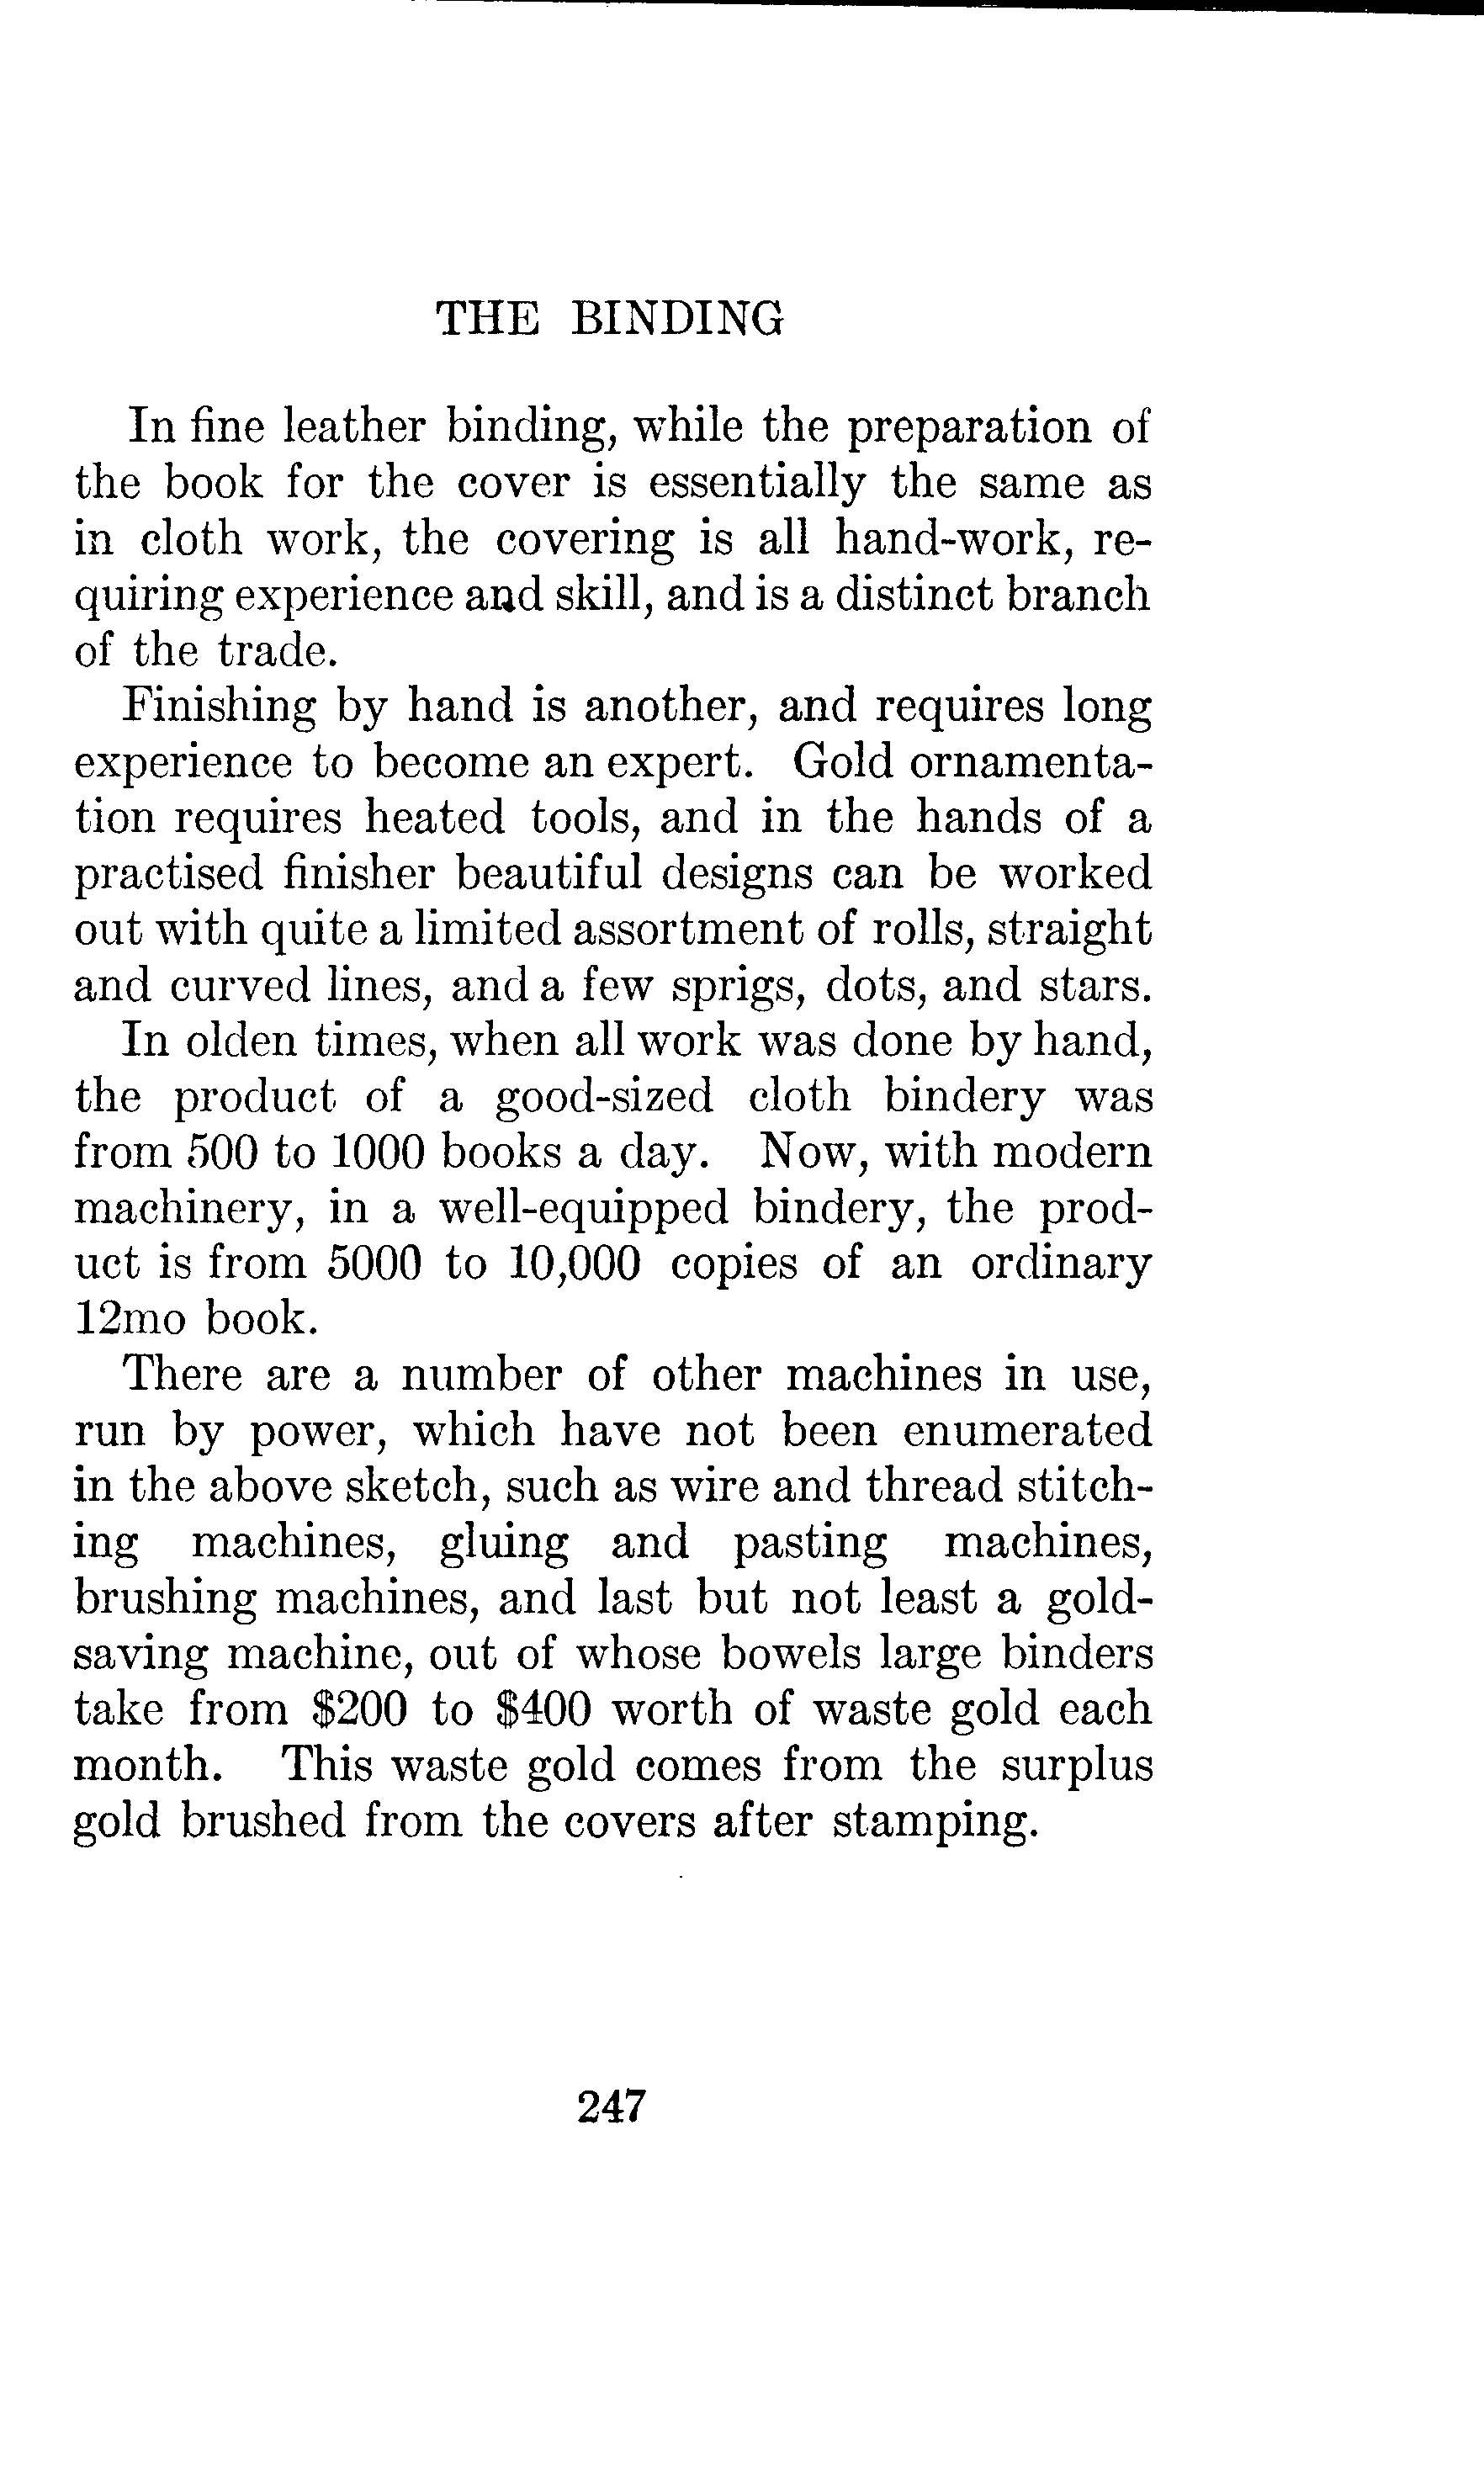 THE BINDING
In fine leather binding, while the preparation of
the book for the cover is essentially the same as
in cloth work, the covering is all hand-work, re-
quiring experience and skill, and is a distinct branch
of the trade.
Finishing by hand is another, and requires long
experience to become an expert. Gold ornamenta-
tion requires heated tools, and in the hands of a
practised finisher beautiful designs can be worked
out with quite a limited assortment of rolls, straight
and curved lines, and a few sprigs, dots, and stars.
In olden times, when all work was done by hand,
the product of a good-sized cloth bindery was
from 500 to 1000 books a day. Now, with modern
machinery, in a well-equipped bindery, the prod-
uct is from 5000 to 10,000 copies of an ordinary
12mo book.
There are a number of other machines in use,
run by power, which have not been enumerated
in the above sketch, such as wire and thread stitch-
ing machines, gluing and pasting machines,
brushing machines, and last but not least a gold-
saving machine, out of whose bowels large binders
take from $200 to $400 worth of waste gold each
month. This waste gold comes from the surplus
gold brushed from the covers after stamping.
247